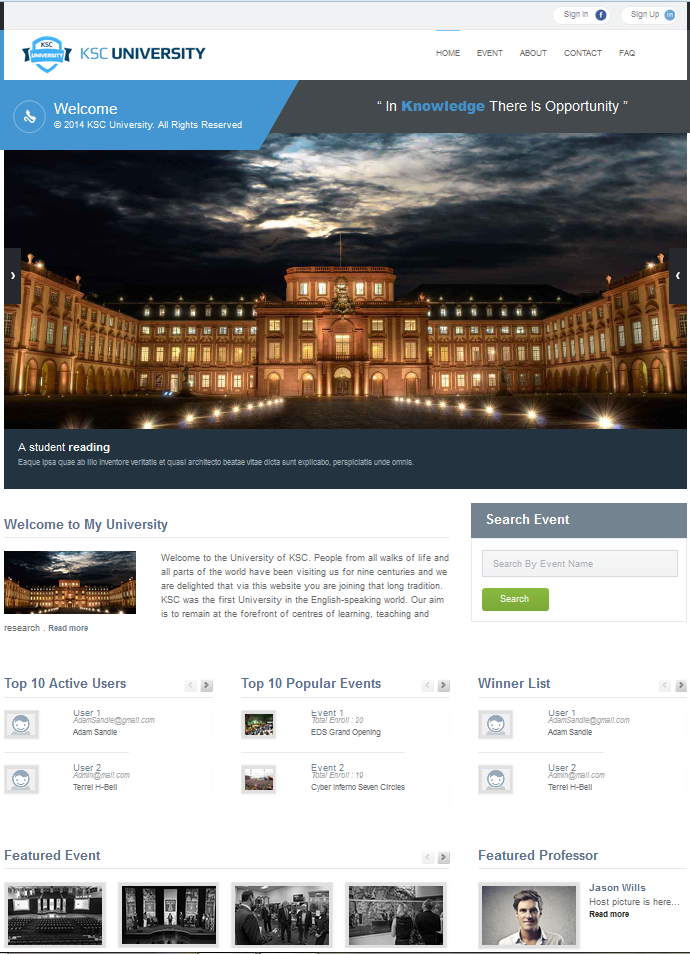 Sign In
Sign Up
KSC
UNIVERSITY
KSC UNIVERSITY
HOME EVENT ABOUT CONTACT FAQ
Welcome
© 2014 KSC University. All Rights Reserved
“ In Knowledge There Is Opportunity ”
A student reading
Eaque ipsa quae ab illo inventore veritatis et quasi architecto beatae vitae dicta sunt explicabo, perspiciatis unde omnis.
Welcome to My University
Welcome to the University of KSC. People from all walks of life and
all parts of the world have been visiting us for nine centuries and we
are delighted that via this website you are joining that long tradition.
KSC was the first University in the English-speaking world. Our aim
is to remain at the forefront of centres of learning, teaching and
research . Read more
Search Event
Search By Event Name
Search
Top 10 Active Users
User 1
AdamSandle@gmail.com
Adam Sandle
User 2
Admin@mail.com
Terrel H-Bell
Top 10 Popular Events
Event 1
Total Enroll : 20
EDS Grand Opening
Event 2
Total Enroll : 19
Cyber Inferno Seven Circles
Winner List
User 1
AdamSandle@gmail.com
Adam Sandle
User 2
Admin@mail.com
Terrel H-Bell
Featured Event
Featured Professor
Jason Wills
Host picture is here...
Read more